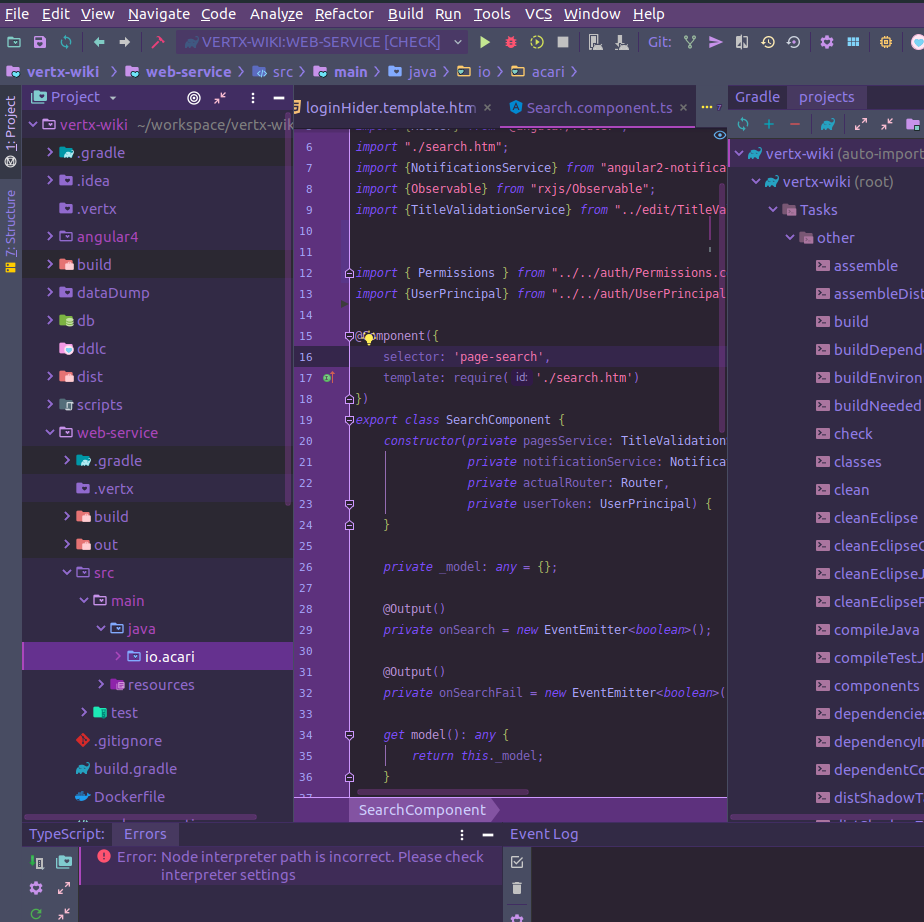 File Edit View Navigate Code Analyze Refactor Build Run Tools VCS Window Help
VERTX-WIKI:WEB-SERVICE [CHECK] Git:
vertx-wiki web-service src main java io acari
1: Project
Z: Structure
Project
vertx-wiki ~/workspace/vertx-wik
.gradle
.idea
.vertx
angular4
build
dataDump
db
ddlc
dist
scripts
web-service
.gradle
.vertx
build
out
src
main
java
io.acari
resources
test
.gitignore
build.gradle
Dockerfile
loginHider.template.htm Search.component.ts
6 import "./search.htm";
7 import {NotificationsService} from "angular2-notifica
8 import {Observable} from "rxjs/Observable";
9 import {TitleValidationService} from "../edit/TitleVa
10
11
12 import { Permissions } from "../../auth/Permissions.c
13 import {UserPrincipal} from "../../auth/UserPrincipal
14
15 @Component({
16 selector: 'page-search',
17 template: require( id: './search.htm')
18 })
19 export class SearchComponent {
20 constructor(private pagesService: TitleValidation
21 private notificationService: Notifica
22 private actualRouter: Router,
23 private userToken: UserPrincipal) {
24 }
25
26 private _model: any = {};
27
28 @Output()
29 private onSearch = new EventEmitter<boolean>();
30
31 @Output()
32 private onSearchFail = new EventEmitter<boolean>(
33
34 get model(): any {
35 return this._model;
36 }
SearchComponent
Gradle projects
vertx-wiki (auto-import
vertx-wiki (root)
Tasks
other
assemble
assembleDist
build
buildDepend
buildEnviron
buildNeeded
check
classes
clean
cleanEclipse
cleanEclipseC
cleanEclipseJ
cleanEclipseP
compileJava
compileTestJ
components
dependencies
dependencyIn
dependentCo
distShadowT
TypeScript: Errors
Error: Node interpreter path is incorrect. Please check
interpreter settings
Event Log